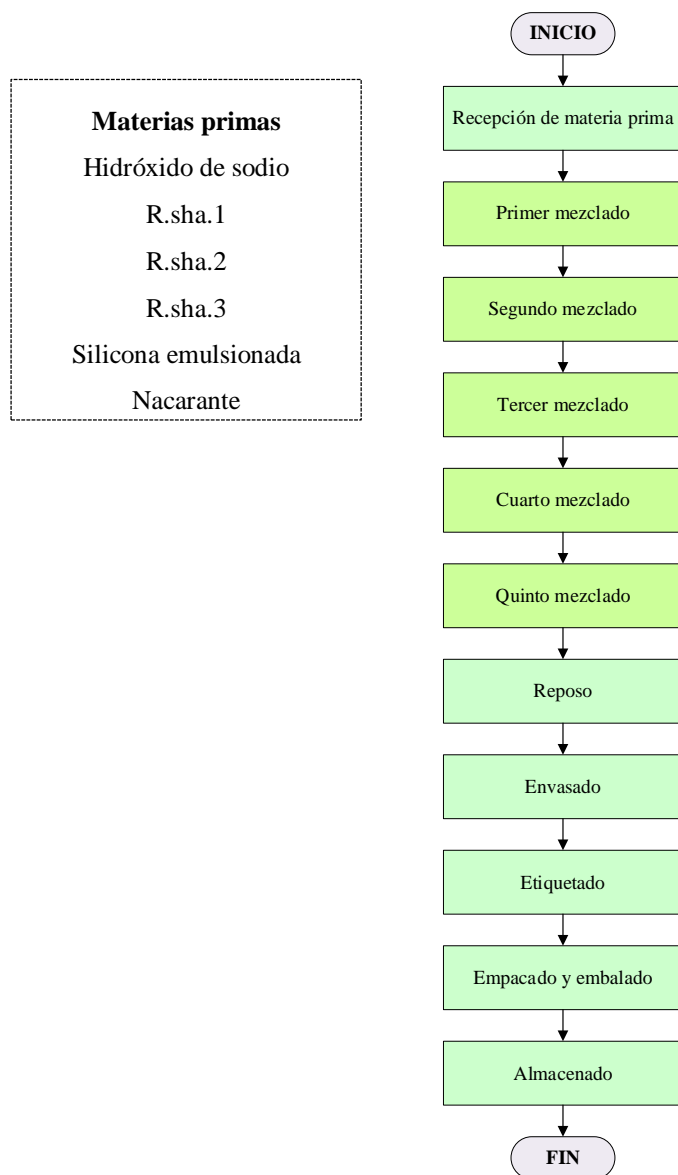 INICIO
Materias primas
Hidróxido de sodio
R.sha.1
R.sha.2
R.sha.3
Silicona emulsionada
Nacarante
Recepción de materia prima
Primer mezclado
Segundo mezclado
Tercer mezclado
Cuarto mezclado
Quinto mezclado
Reposo
Envasado
Etiquetado
Empacado y embalado
Almacenado
FIN